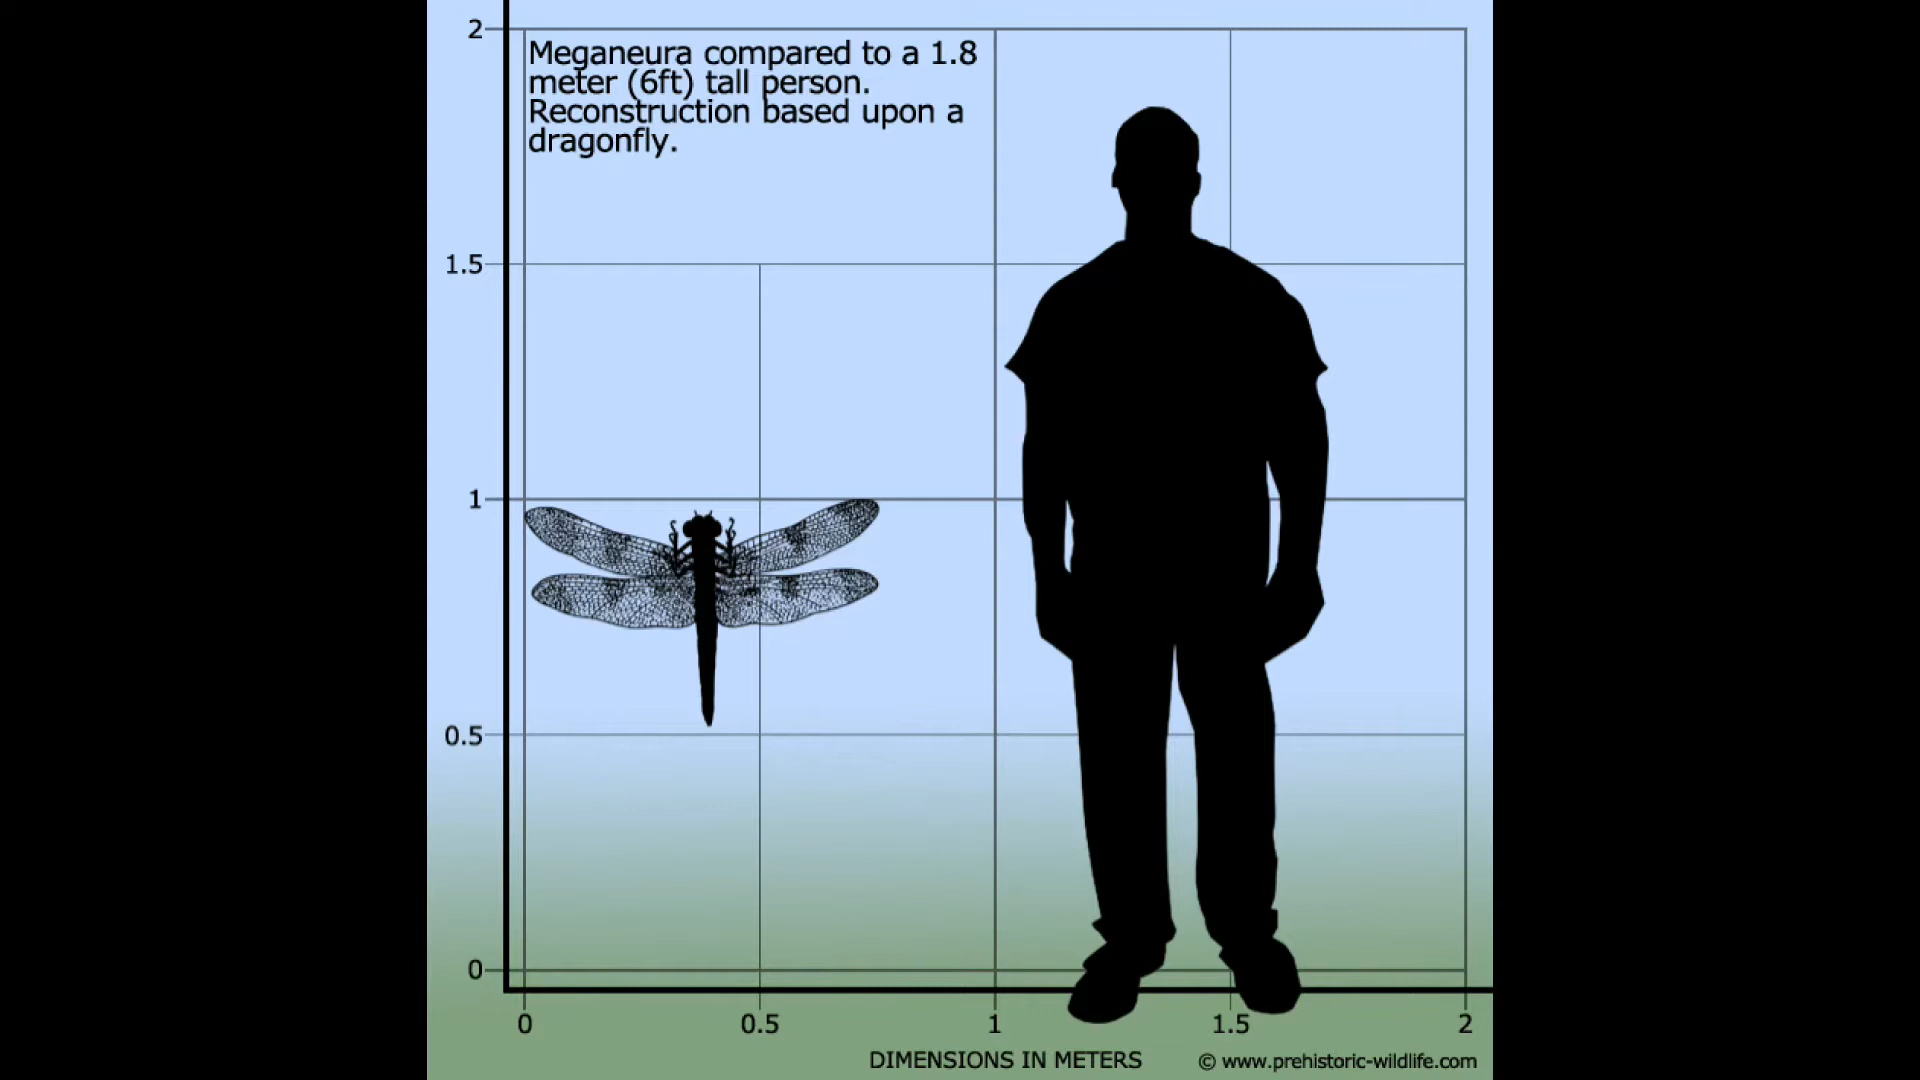 2
Meganeura compared to a 1.8
meter (6ft) tall person.
Reconstruction based upon a
dragonfly.
1.5
1
0.5
0
0 0.5 1 1.5 2
DIMENSIONS IN METERS
© www.prehistoric-wildlife.com